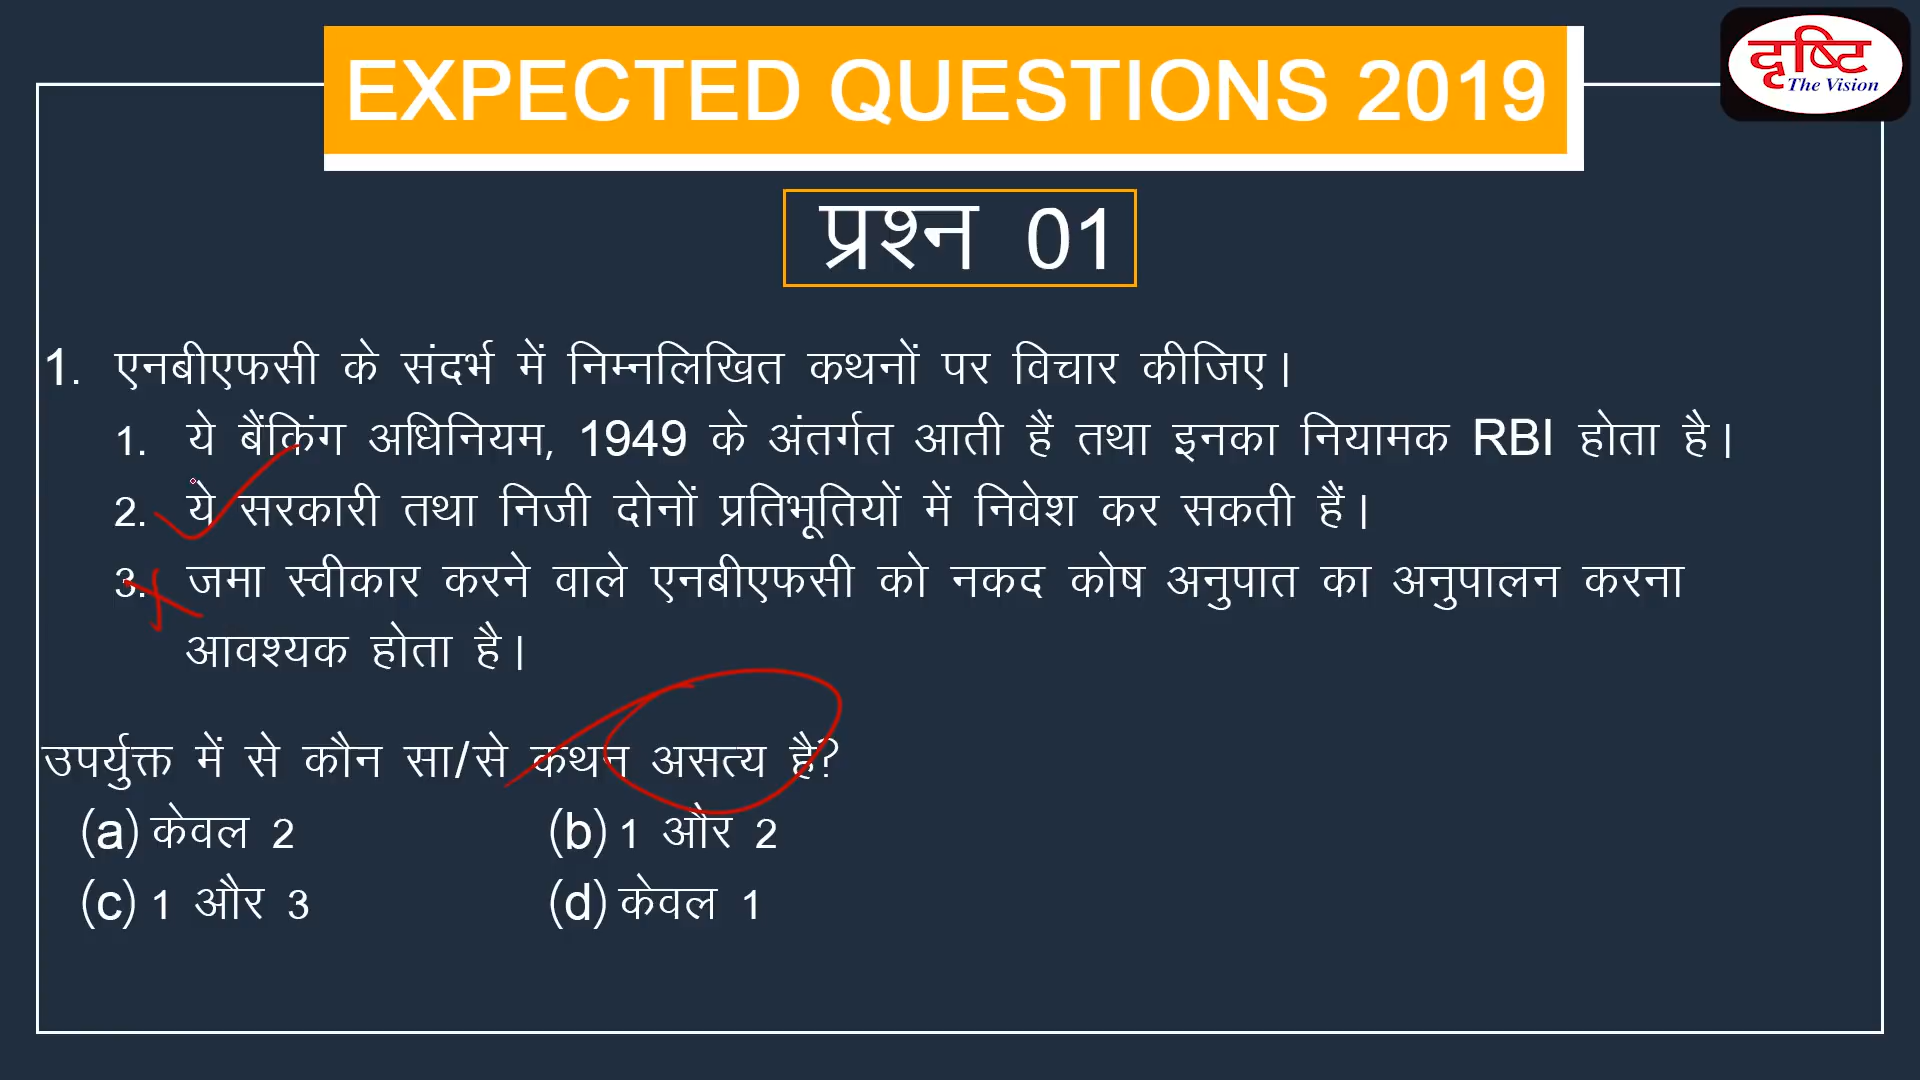 EXPECTED QUESTIONS 2019
दृष्टि
The Vision
प्रश्न 01
1. एनबीएफसी के संदर्भ में निम्नलिखित कथनों पर विचार कीजिए।
1. ये बैंकिंग अधिनियम, 1949 के अंतर्गत आती हैं तथा इनका नियामक RBI होता है।
2. ये सरकारी तथा निजी दोनों प्रतिभूतियों में निवेश कर सकती हैं।
3. जमा स्वीकार करने वाले एनबीएफसी को नकद कोष अनुपात का अनुपालन करना
आवश्यक होता है।
उपर्युक्त में से कौन सा/से कथन असत्य है?
(a) केवल 2 (b) 1 और 2
(c) 1 और 3 (d) केवल 1